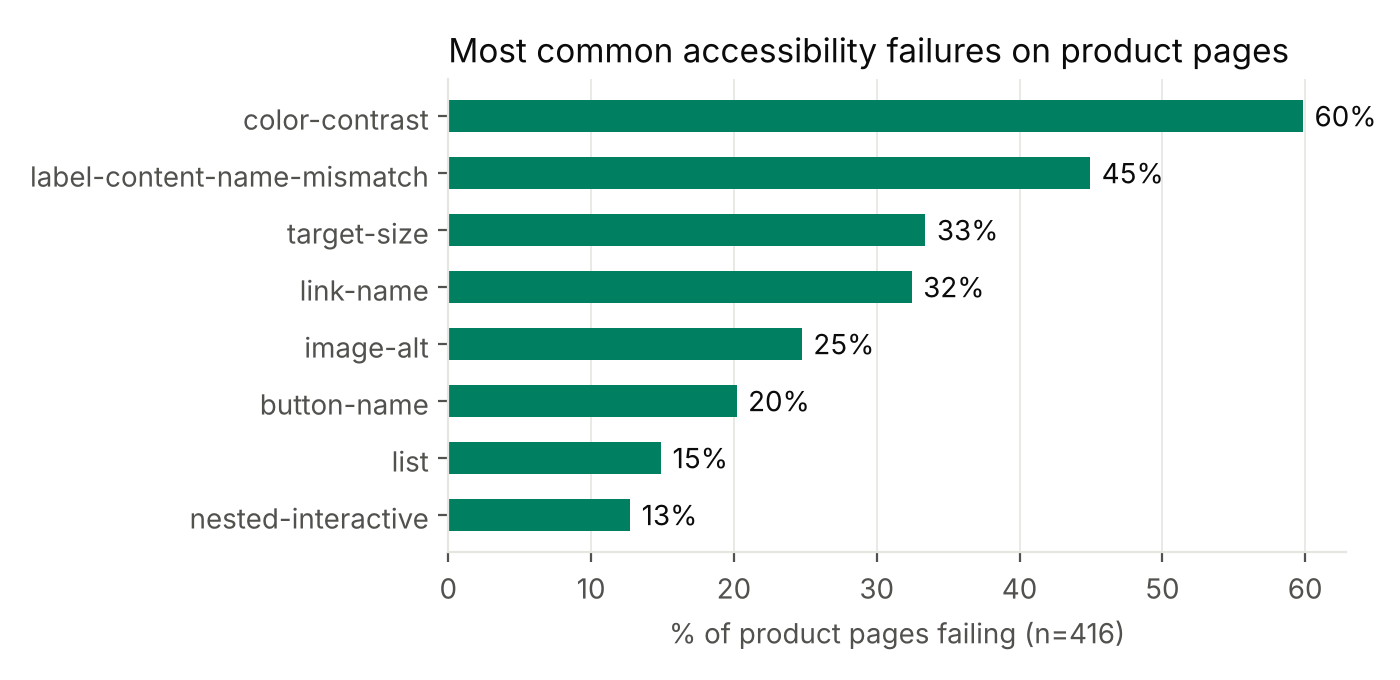 Most common accessibility failures on product pages
color-contrast 60%
label-content-name-mismatch 45%
target-size 33%
link-name 32%
image-alt 25%
button-name 20%
list 15%
nested-interactive 13%
0 10 20 30 40 50 60
% of product pages failing (n=416)